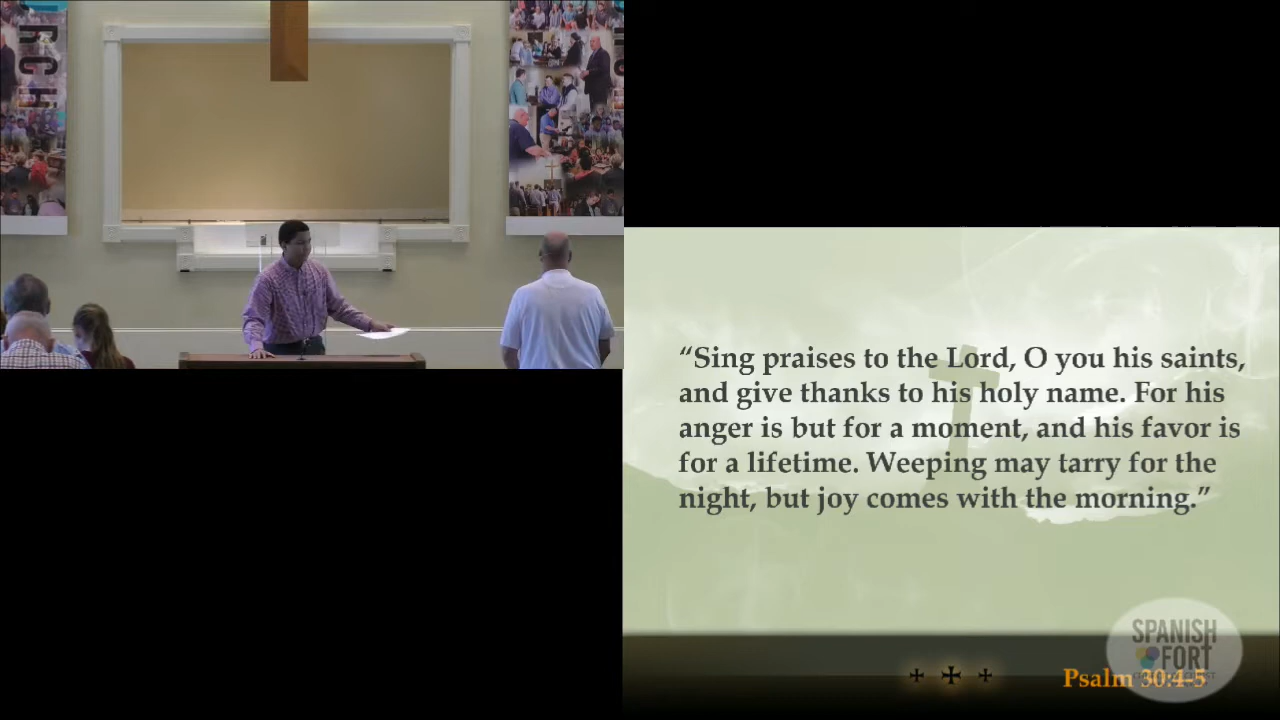 RCH
“Sing praises to the Lord, O you his saints,
and give thanks to his holy name. For his
anger is but for a moment, and his favor is
for a lifetime. Weeping may tarry for the
night, but joy comes with the morning.”
SPANISH
FORT
Psalm 30:4-5